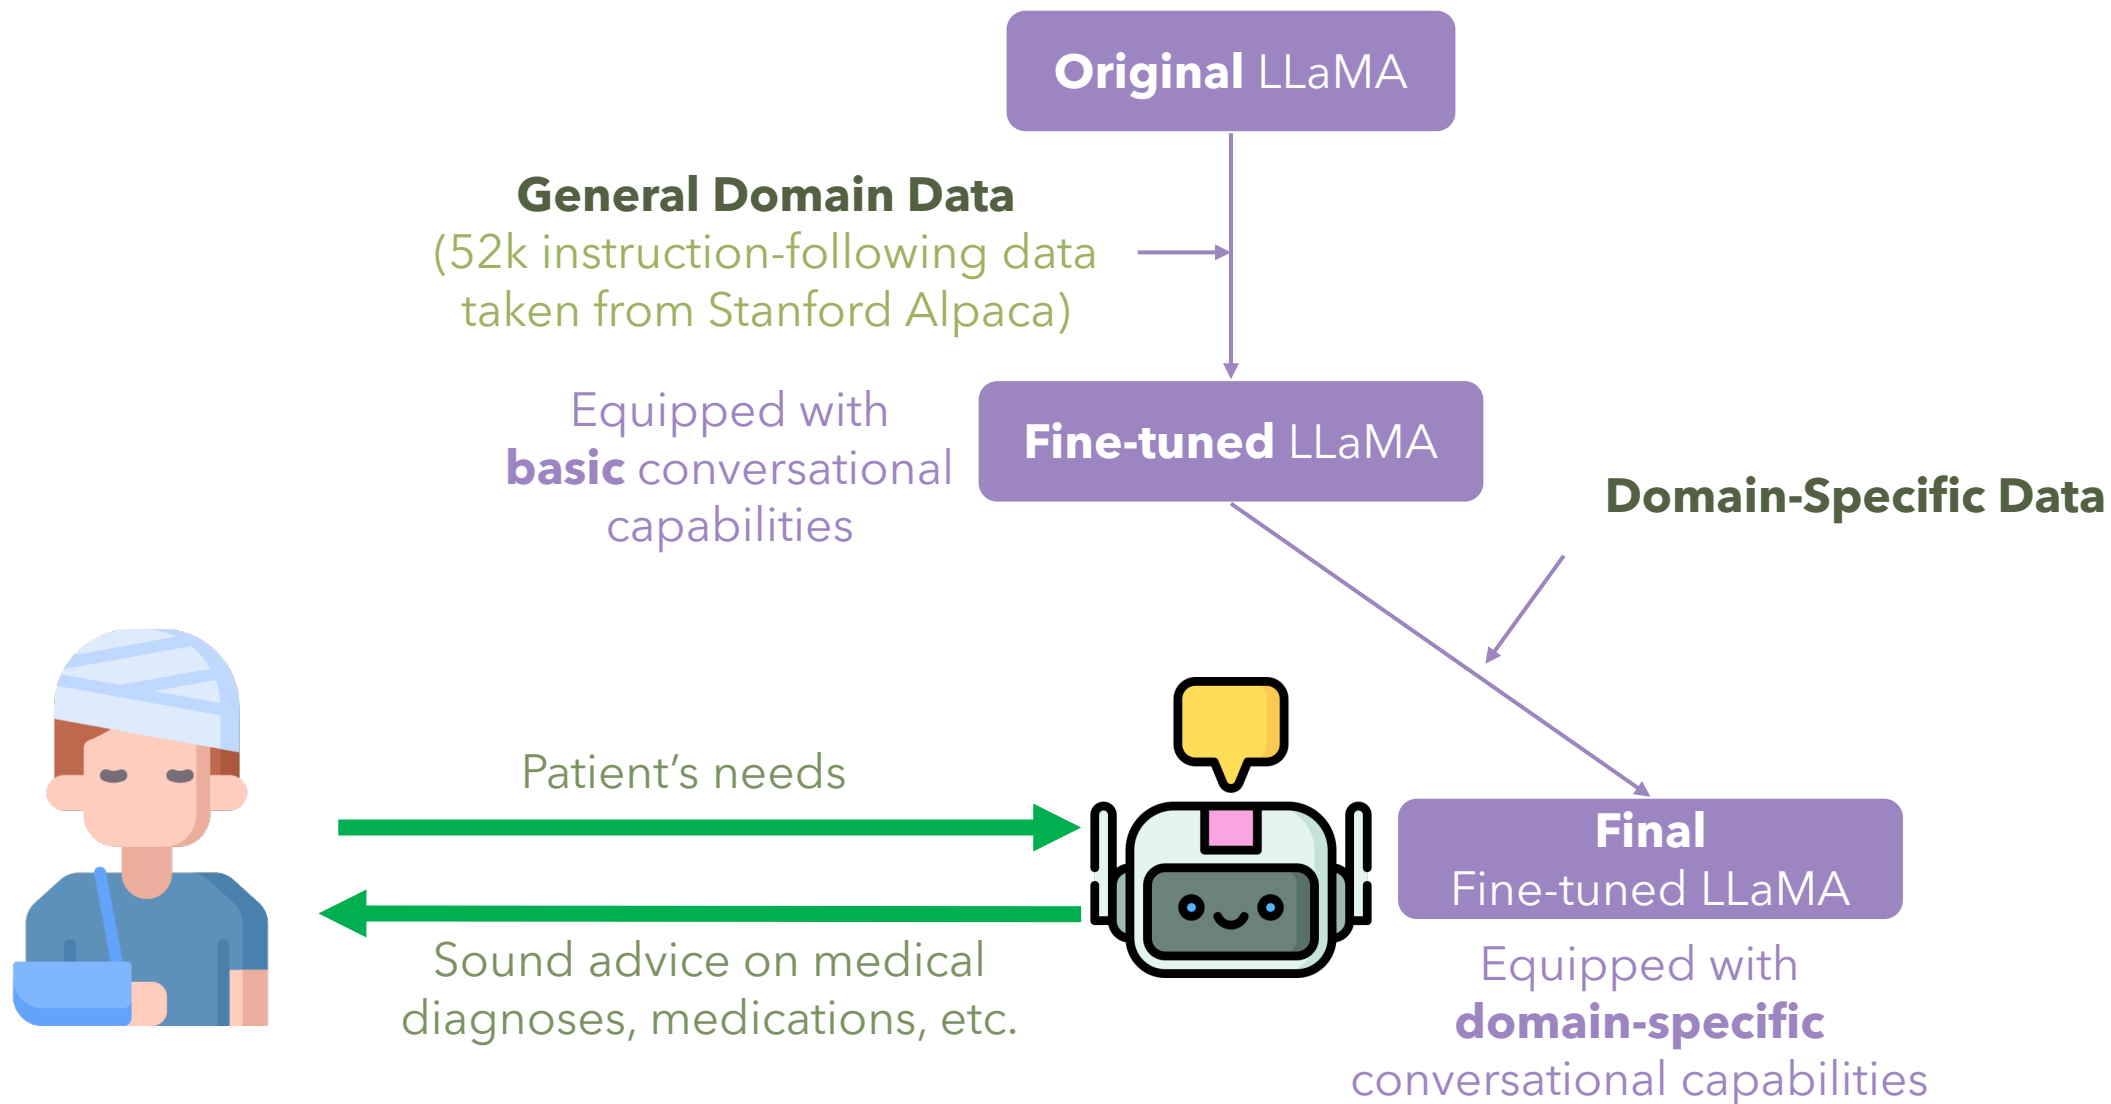 Original LLaMA
General Domain Data
(52k instruction-following data
taken from Stanford Alpaca)
Equipped with
basic conversational
capabilities
Fine-tuned LLaMA
Domain-Specific Data
Patient’s needs
Sound advice on medical
diagnoses, medications, etc.
Final
Fine-tuned LLaMA
Equipped with
domain-specific
conversational capabilities